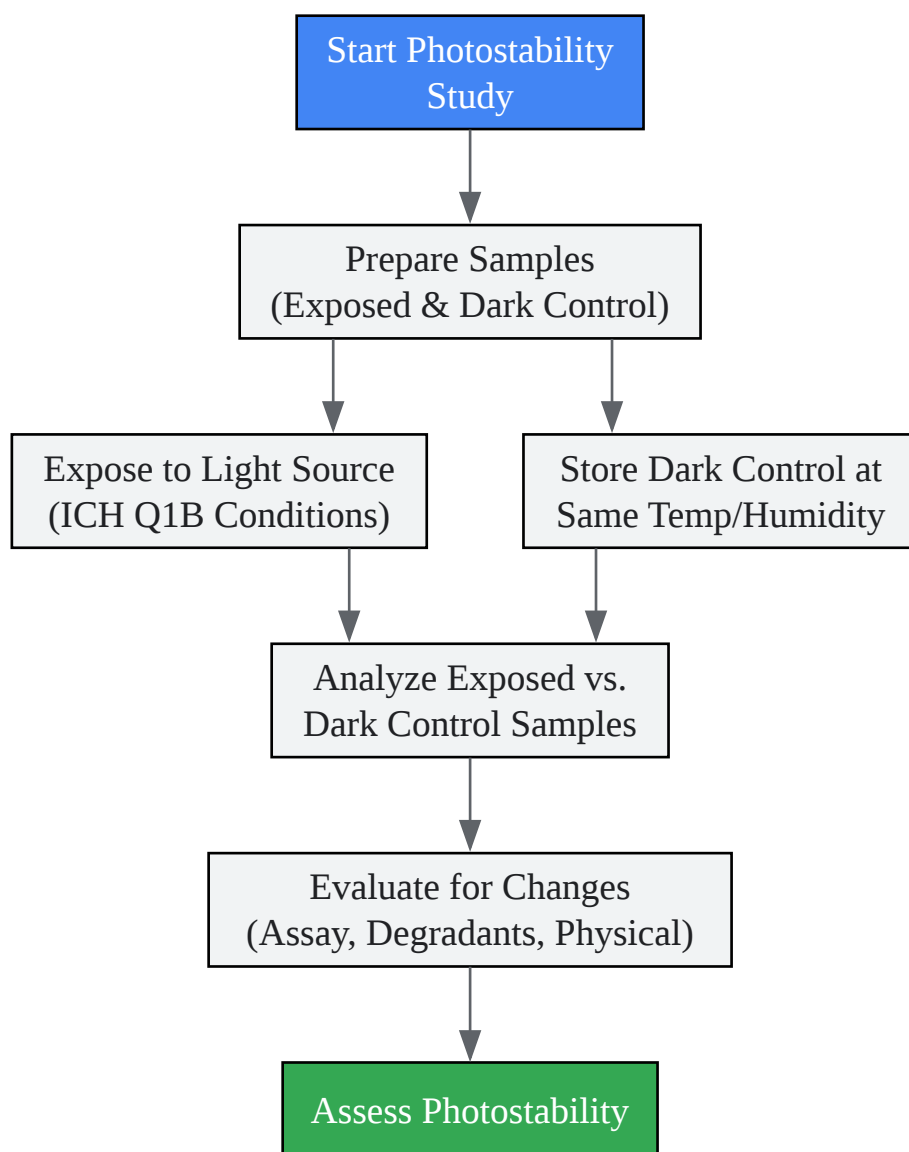 Start Photostability
Study
Prepare Samples
(Exposed & Dark Control)
Expose to Light Source
(ICH Q1B Conditions)
Store Dark Control at
Same Temp/Humidity
Analyze Exposed vs.
Dark Control Samples
Evaluate for Changes
(Assay, Degradants, Physical)
Assess Photostability